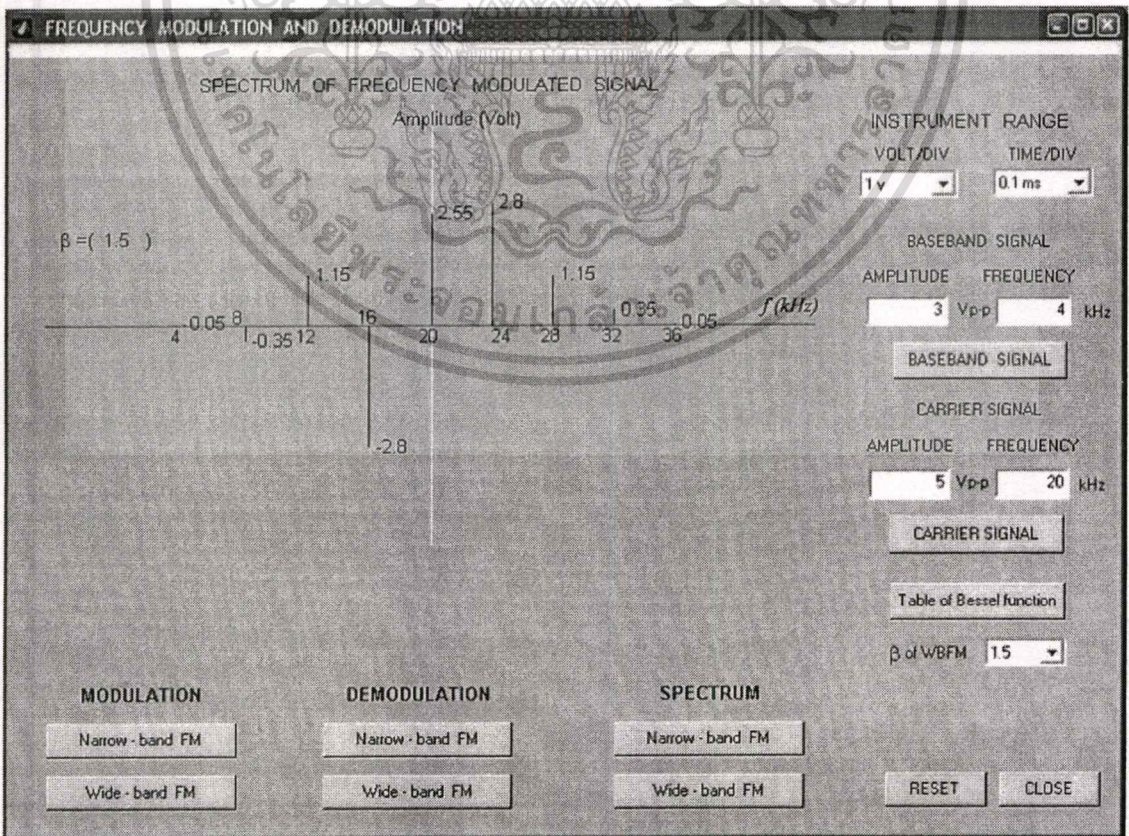 FREQUENCY MODULATION AND DEMODULATION
SPECTRUM OF FREQUENCY MODULATED SIGNAL
Amplitude (Volt)
β =( 1.5 )
2.55
2.8
1.15
1.15
0.05
8
-0.35
4
12
16
20
24
28
0.35
32
0.05
36
f (kHz)
-2.8
INSTRUMENT RANGE
VOLT/DIV
TIME/DIV
1 v
0.1 ms
BASEBAND SIGNAL
AMPLITUDE
FREQUENCY
3 Vp-p
4 kHz
BASEBAND SIGNAL
CARRIER SIGNAL
AMPLITUDE
FREQUENCY
5 Vp-p
20 kHz
CARRIER SIGNAL
Table of Bessel function
β of WBFM
1.5
MODULATION
DEMODULATION
SPECTRUM
Narrow - band FM
Narrow - band FM
Narrow - band FM
Wide - band FM
Wide - band FM
Wide - band FM
RESET
CLOSE